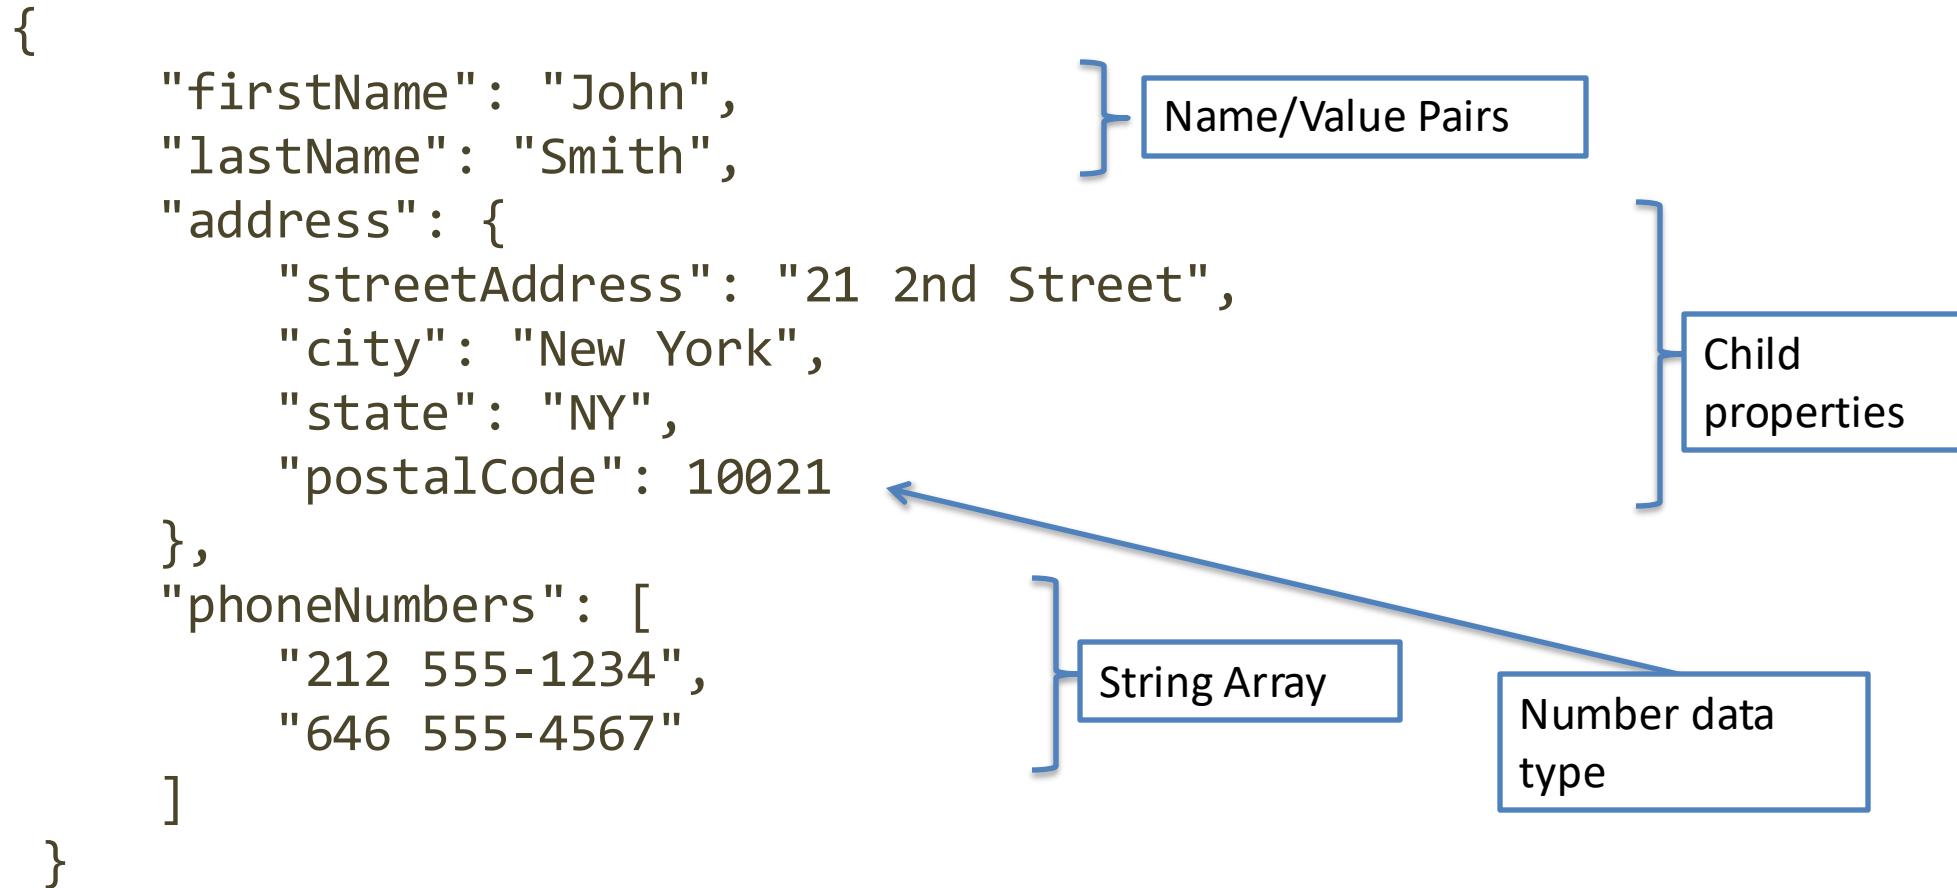 {
"firstName": "John",
"lastName": "Smith",
"address": {
"streetAddress": "21 2nd Street",
"city": "New York",
"state": "NY",
"postalCode": 10021
},
"phoneNumbers": [
"212 555-1234",
"646 555-4567"
]
}
Name/Value Pairs
Child
properties
String Array
Number data
type